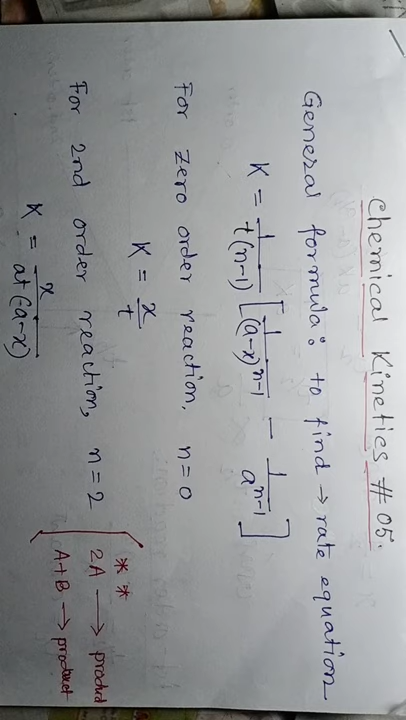 Chemical Kinetics # 05.
General formula: to find → rate equation
K = 1/t(n-1) [1/(a-x)^n-1 - 1/a^n-1]
For zero order reaction, n=0
K = x/t
For 2nd order reaction, n=2
K = x/at(a-x)
**
2A → product
A+B → product